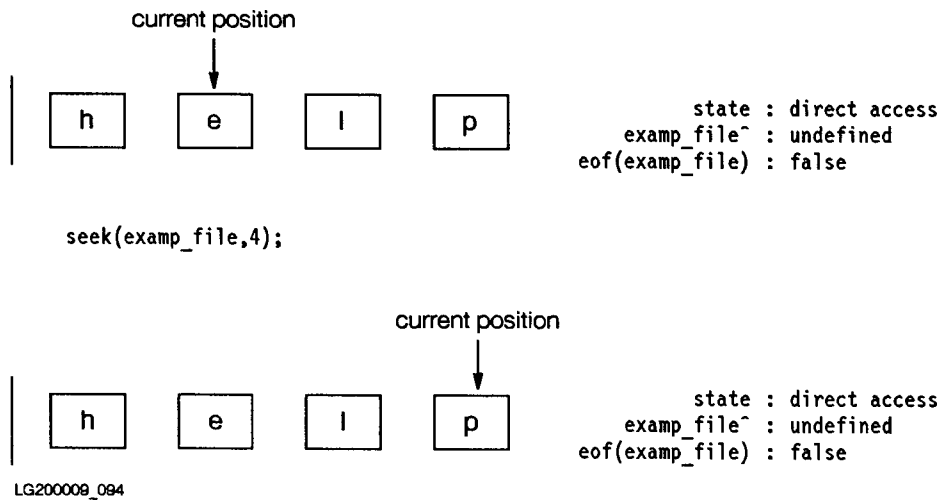 current position
h e l p
state : direct access
examp_file^ : undefined
eof(examp_file) : false
seek(examp_file,4);
current position
h e l p
state : direct access
examp_file^ : undefined
eof(examp_file) : false
LG200009_094